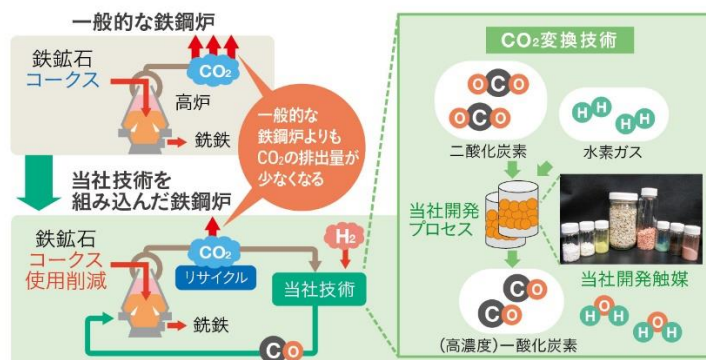 一般的な鉄鋼炉
鉄鉱石
コークス
CO₂
高炉
銑鉄
一般的な
鉄鋼炉よりも
CO₂の排出量が
少なくなる
当社技術を
組み込んだ鉄鋼炉
鉄鉱石
コークス
使用削減
CO₂
リサイクル
H₂
当社技術
銑鉄
C O
CO₂変換技術
O C O
O C O
二酸化炭素
H H
H H
水素ガス
当社開発
プロセス
当社開発触媒
C O
C O
(高濃度)一酸化炭素
H O H
H O H